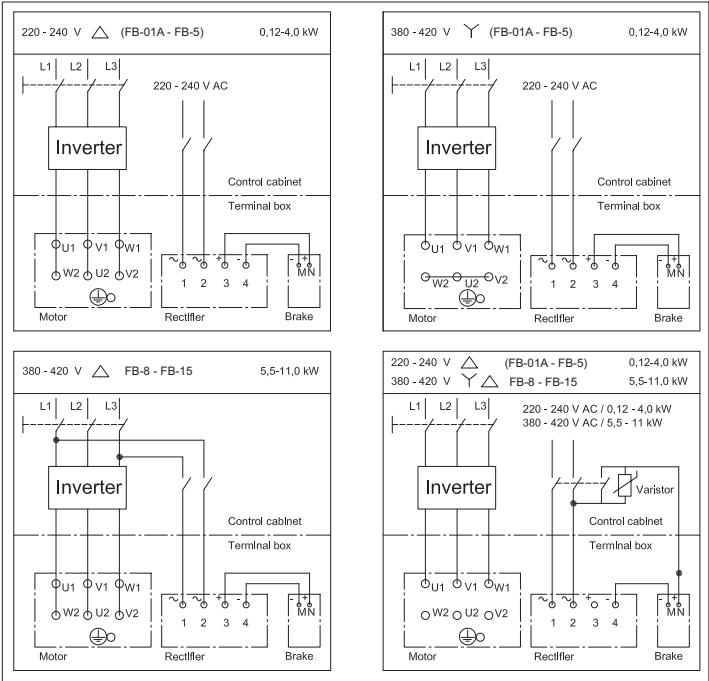 220 - 240 V △ (FB-01A - FB-5) 0,12-4,0 kW
L1 L2 L3
220 - 240 V AC
Inverter
Control cabinet
Terminal box
U1 V1 W1
~ ~ + - - +
MN
W2 U2 V2
1 2 3 4
Motor Rectifier Brake
380 - 420 V Y (FB-01A - FB-5) 0,12-4,0 kW
L1 L2 L3
220 - 240 V AC
Inverter
Control cabinet
Terminal box
U1 V1 W1
~ ~ + - - +
MN
W2 U2 V2
1 2 3 4
Motor Rectifier Brake
380 - 420 V △ FB-8 - FB-15 5,5-11,0 kW
L1 L2 L3
Inverter
Control cabinet
Terminal box
U1 V1 W1
~ ~ + - - +
MN
W2 U2 V2
1 2 3 4
Motor Rectifier Brake
220 - 240 V △ (FB-01A - FB-5) 0,12-4,0 kW
380 - 420 V Y △ FB-8 - FB-15 5,5-11,0 kW
L1 L2 L3
220 - 240 V AC / 0,12 - 4,0 kW
380 - 420 V AC / 5,5 - 11 kW
Inverter
Varistor
Control cabinet
Terminal box
U1 V1 W1
~ ~ + - - +
MN
W2 U2 V2
1 2 3 4
Motor Rectifier Brake